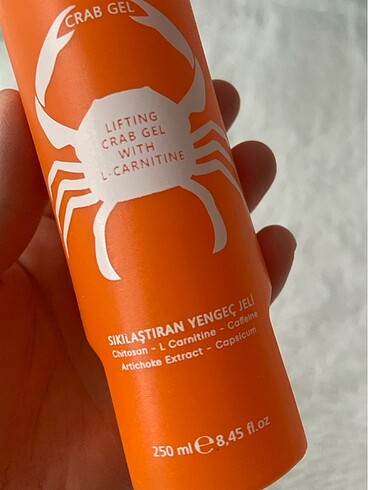 CRAB GEL
LIFTING
CRAB GEL
WITH
L-CARNITINE
SIKILAŞTIRAN YENGEÇ JELİ
Chitosan - L Carnitine - Caffeine
Artichoke Extract - Capsicum
250 ml ℮ 8,45 fl.oz